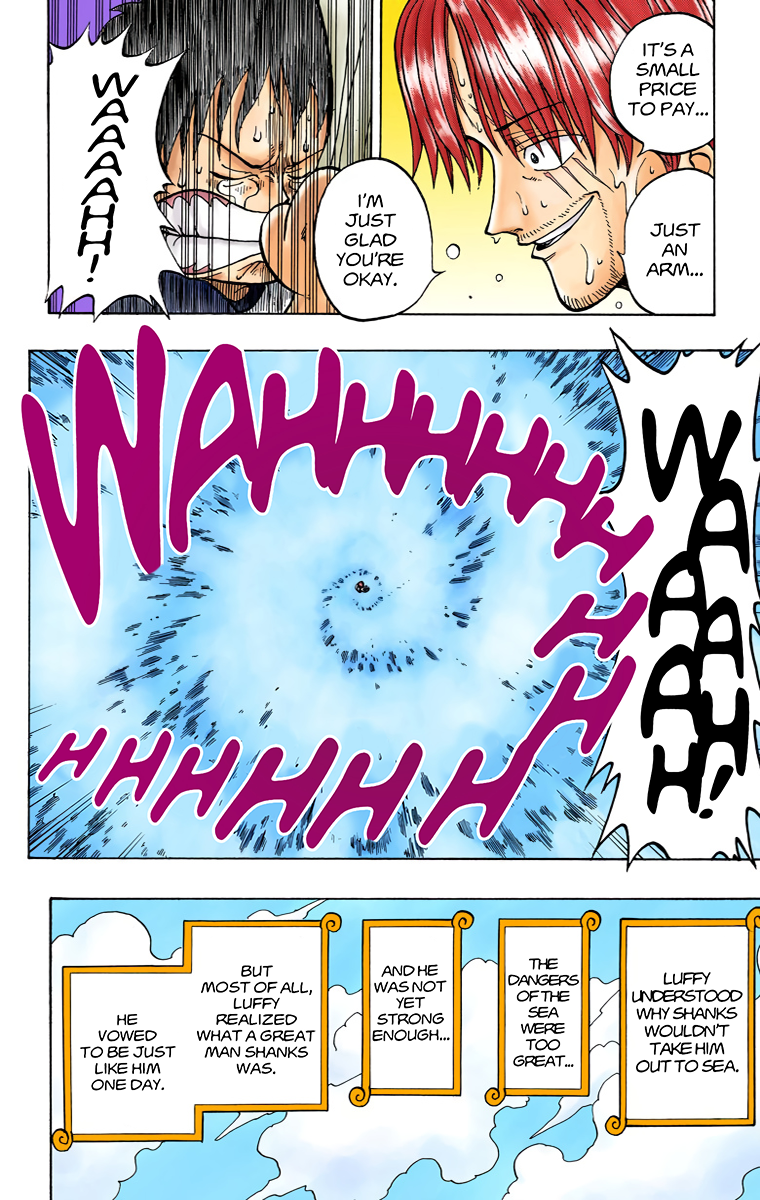 IT'S A
SMALL
PRICE
TO PAY...
JUST
AN
ARM...
I'M
JUST
GLAD
YOU'RE
OKAY.
WAAAAHH!
WAAAAHH!
WAHHHHHHHHHHHHHHHH
LUFFY
UNDERSTOOD
WHY SHANKS
WOULDN'T
TAKE HIM
OUT TO SEA.
THE
DANGERS
OF THE
SEA
WERE
TOO
GREAT...
AND HE
WAS NOT
YET
STRONG
ENOUGH...
BUT
MOST OF ALL,
LUFFY
REALIZED
WHAT A GREAT
MAN SHANKS
WAS.
HE
VOWED
TO BE JUST
LIKE HIM
ONE DAY.